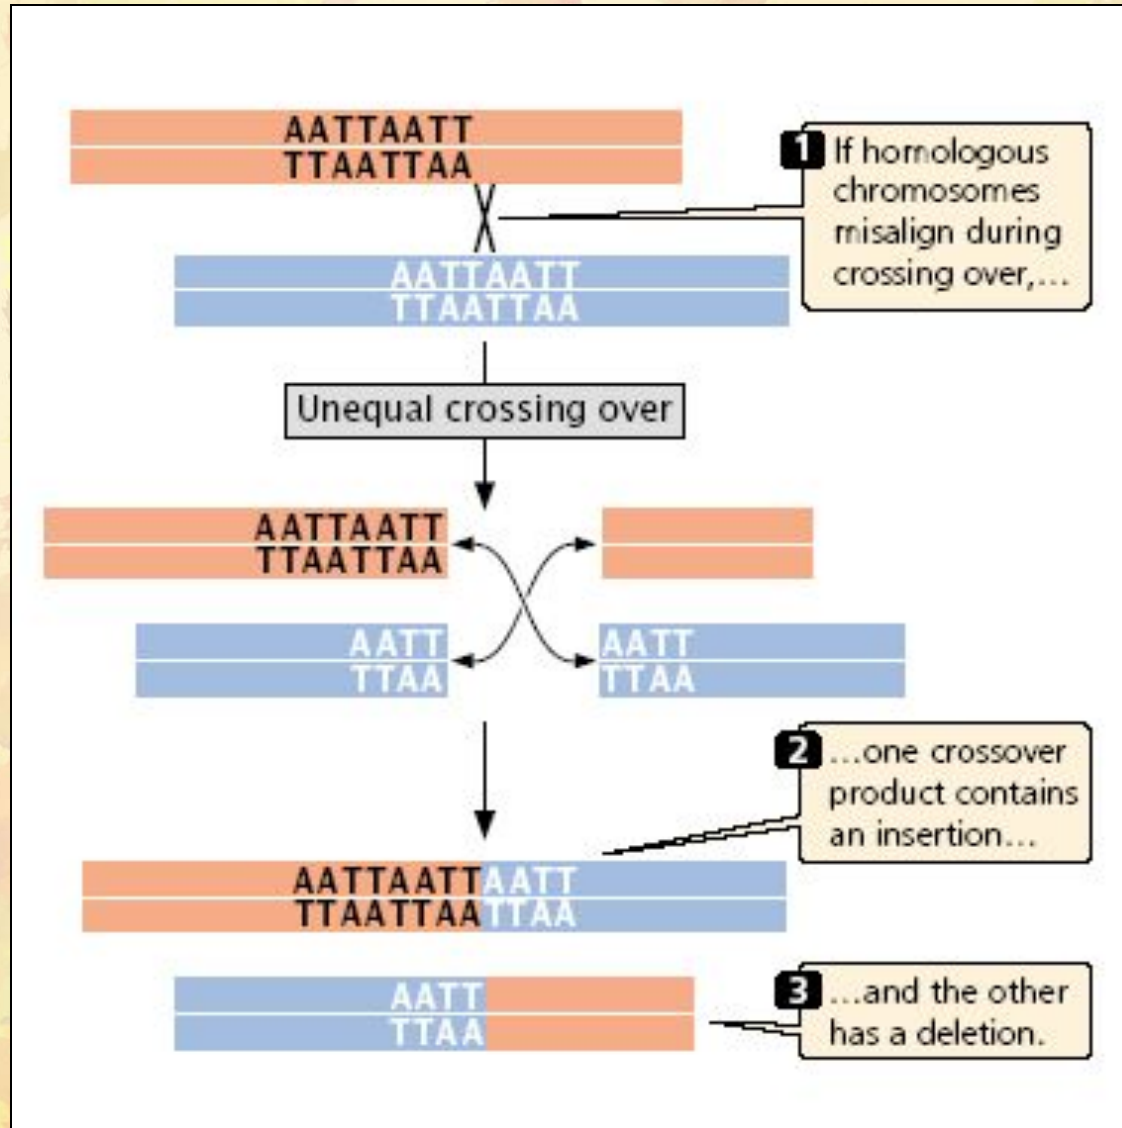 AATTAATT
TTAATTAA
1 If homologous
chromosomes
misalign during
crossing over,...
AATTAATT
TTAATTAA
Unequal crossing over
AATTAATT
TTAATTAA
AATT
TTAA
AATT
TTAA
2 ...one crossover
product contains
an insertion...
AATTAATTAATT
TTAATTAATTAA
3 ...and the other
has a deletion.
AATT
TTAA